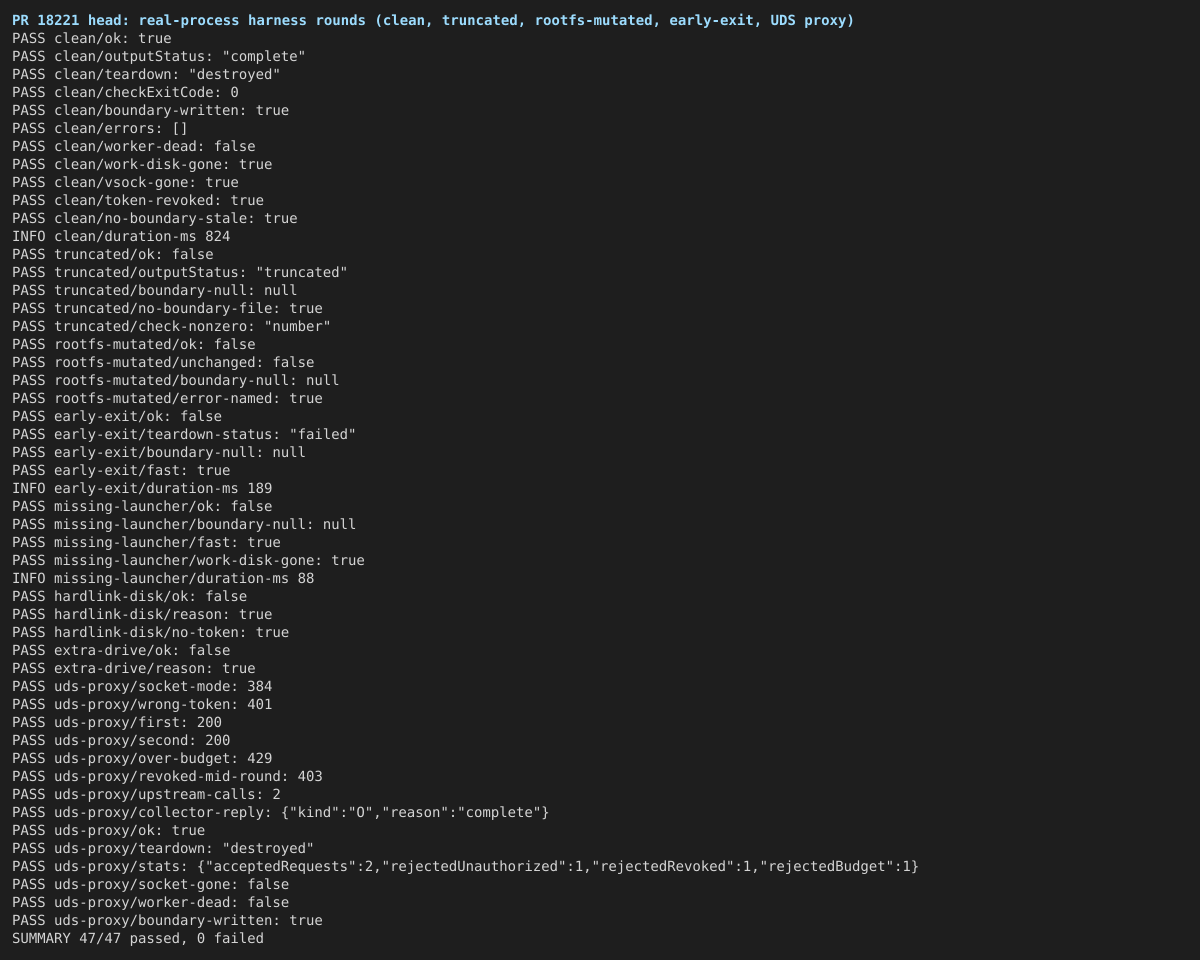 PR 18221 head: real-process harness rounds (clean, truncated, rootfs-mutated, early-exit, UDS proxy)
PASS clean/ok: true
PASS clean/outputStatus: "complete"
PASS clean/teardown: "destroyed"
PASS clean/checkExitCode: 0
PASS clean/boundary-written: true
PASS clean/errors: []
PASS clean/worker-dead: false
PASS clean/work-disk-gone: true
PASS clean/vsock-gone: true
PASS clean/token-revoked: true
PASS clean/no-boundary-stale: true
INFO clean/duration-ms 824
PASS truncated/ok: false
PASS truncated/outputStatus: "truncated"
PASS truncated/boundary-null: null
PASS truncated/no-boundary-file: true
PASS truncated/check-nonzero: "number"
PASS rootfs-mutated/ok: false
PASS rootfs-mutated/unchanged: false
PASS rootfs-mutated/boundary-null: null
PASS rootfs-mutated/error-named: true
PASS early-exit/ok: false
PASS early-exit/teardown-status: "failed"
PASS early-exit/boundary-null: null
PASS early-exit/fast: true
INFO early-exit/duration-ms 189
PASS missing-launcher/ok: false
PASS missing-launcher/boundary-null: null
PASS missing-launcher/fast: true
PASS missing-launcher/work-disk-gone: true
INFO missing-launcher/duration-ms 88
PASS hardlink-disk/ok: false
PASS hardlink-disk/reason: true
PASS hardlink-disk/no-token: true
PASS extra-drive/ok: false
PASS extra-drive/reason: true
PASS uds-proxy/socket-mode: 384
PASS uds-proxy/wrong-token: 401
PASS uds-proxy/first: 200
PASS uds-proxy/second: 200
PASS uds-proxy/over-budget: 429
PASS uds-proxy/revoked-mid-round: 403
PASS uds-proxy/upstream-calls: 2
PASS uds-proxy/collector-reply: {"kind":"O","reason":"complete"}
PASS uds-proxy/ok: true
PASS uds-proxy/teardown: "destroyed"
PASS uds-proxy/stats: {"acceptedRequests":2,"rejectedUnauthorized":1,"rejectedRevoked":1,"rejectedBudget":1}
PASS uds-proxy/socket-gone: false
PASS uds-proxy/worker-dead: false
PASS uds-proxy/boundary-written: true
SUMMARY 47/47 passed, 0 failed